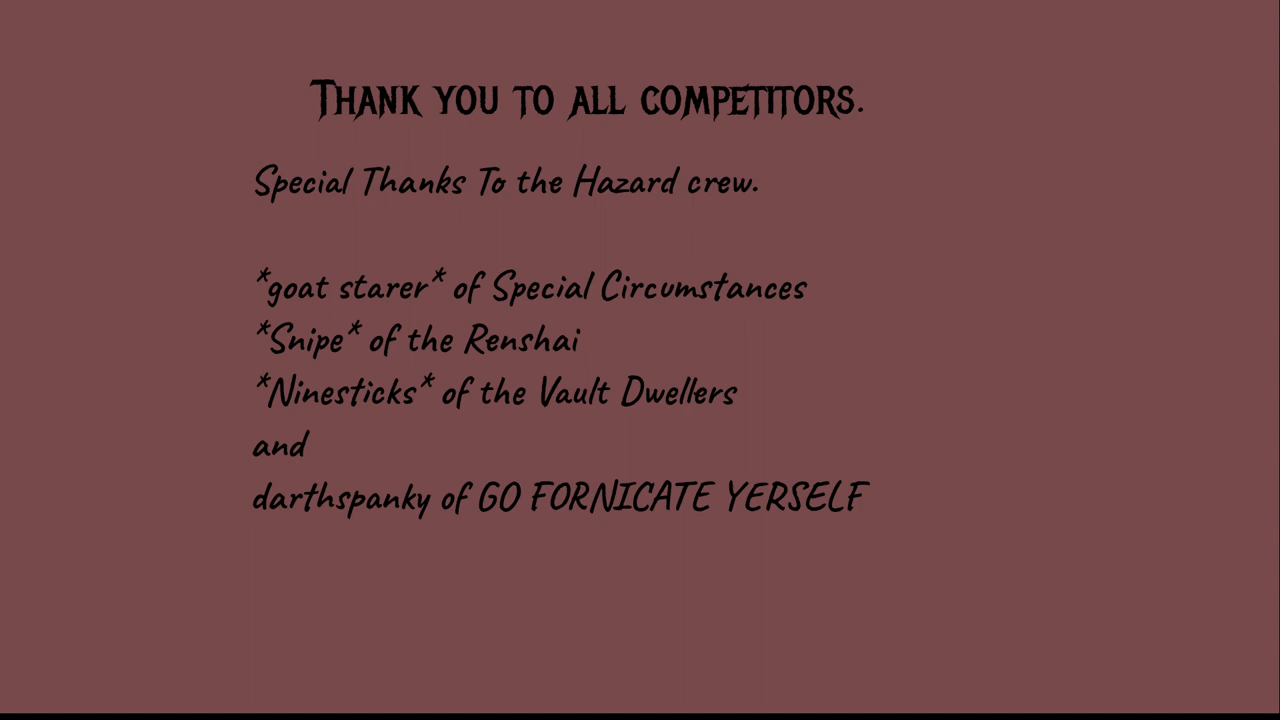 Thank you to all competitors.
Special Thanks To the Hazard crew.
*goat starer* of Special Circumstances
*Snipe* of the Renshai
*Ninesticks* of the Vault Dwellers
and
darthspanky of GO FORNICATE YERSELF